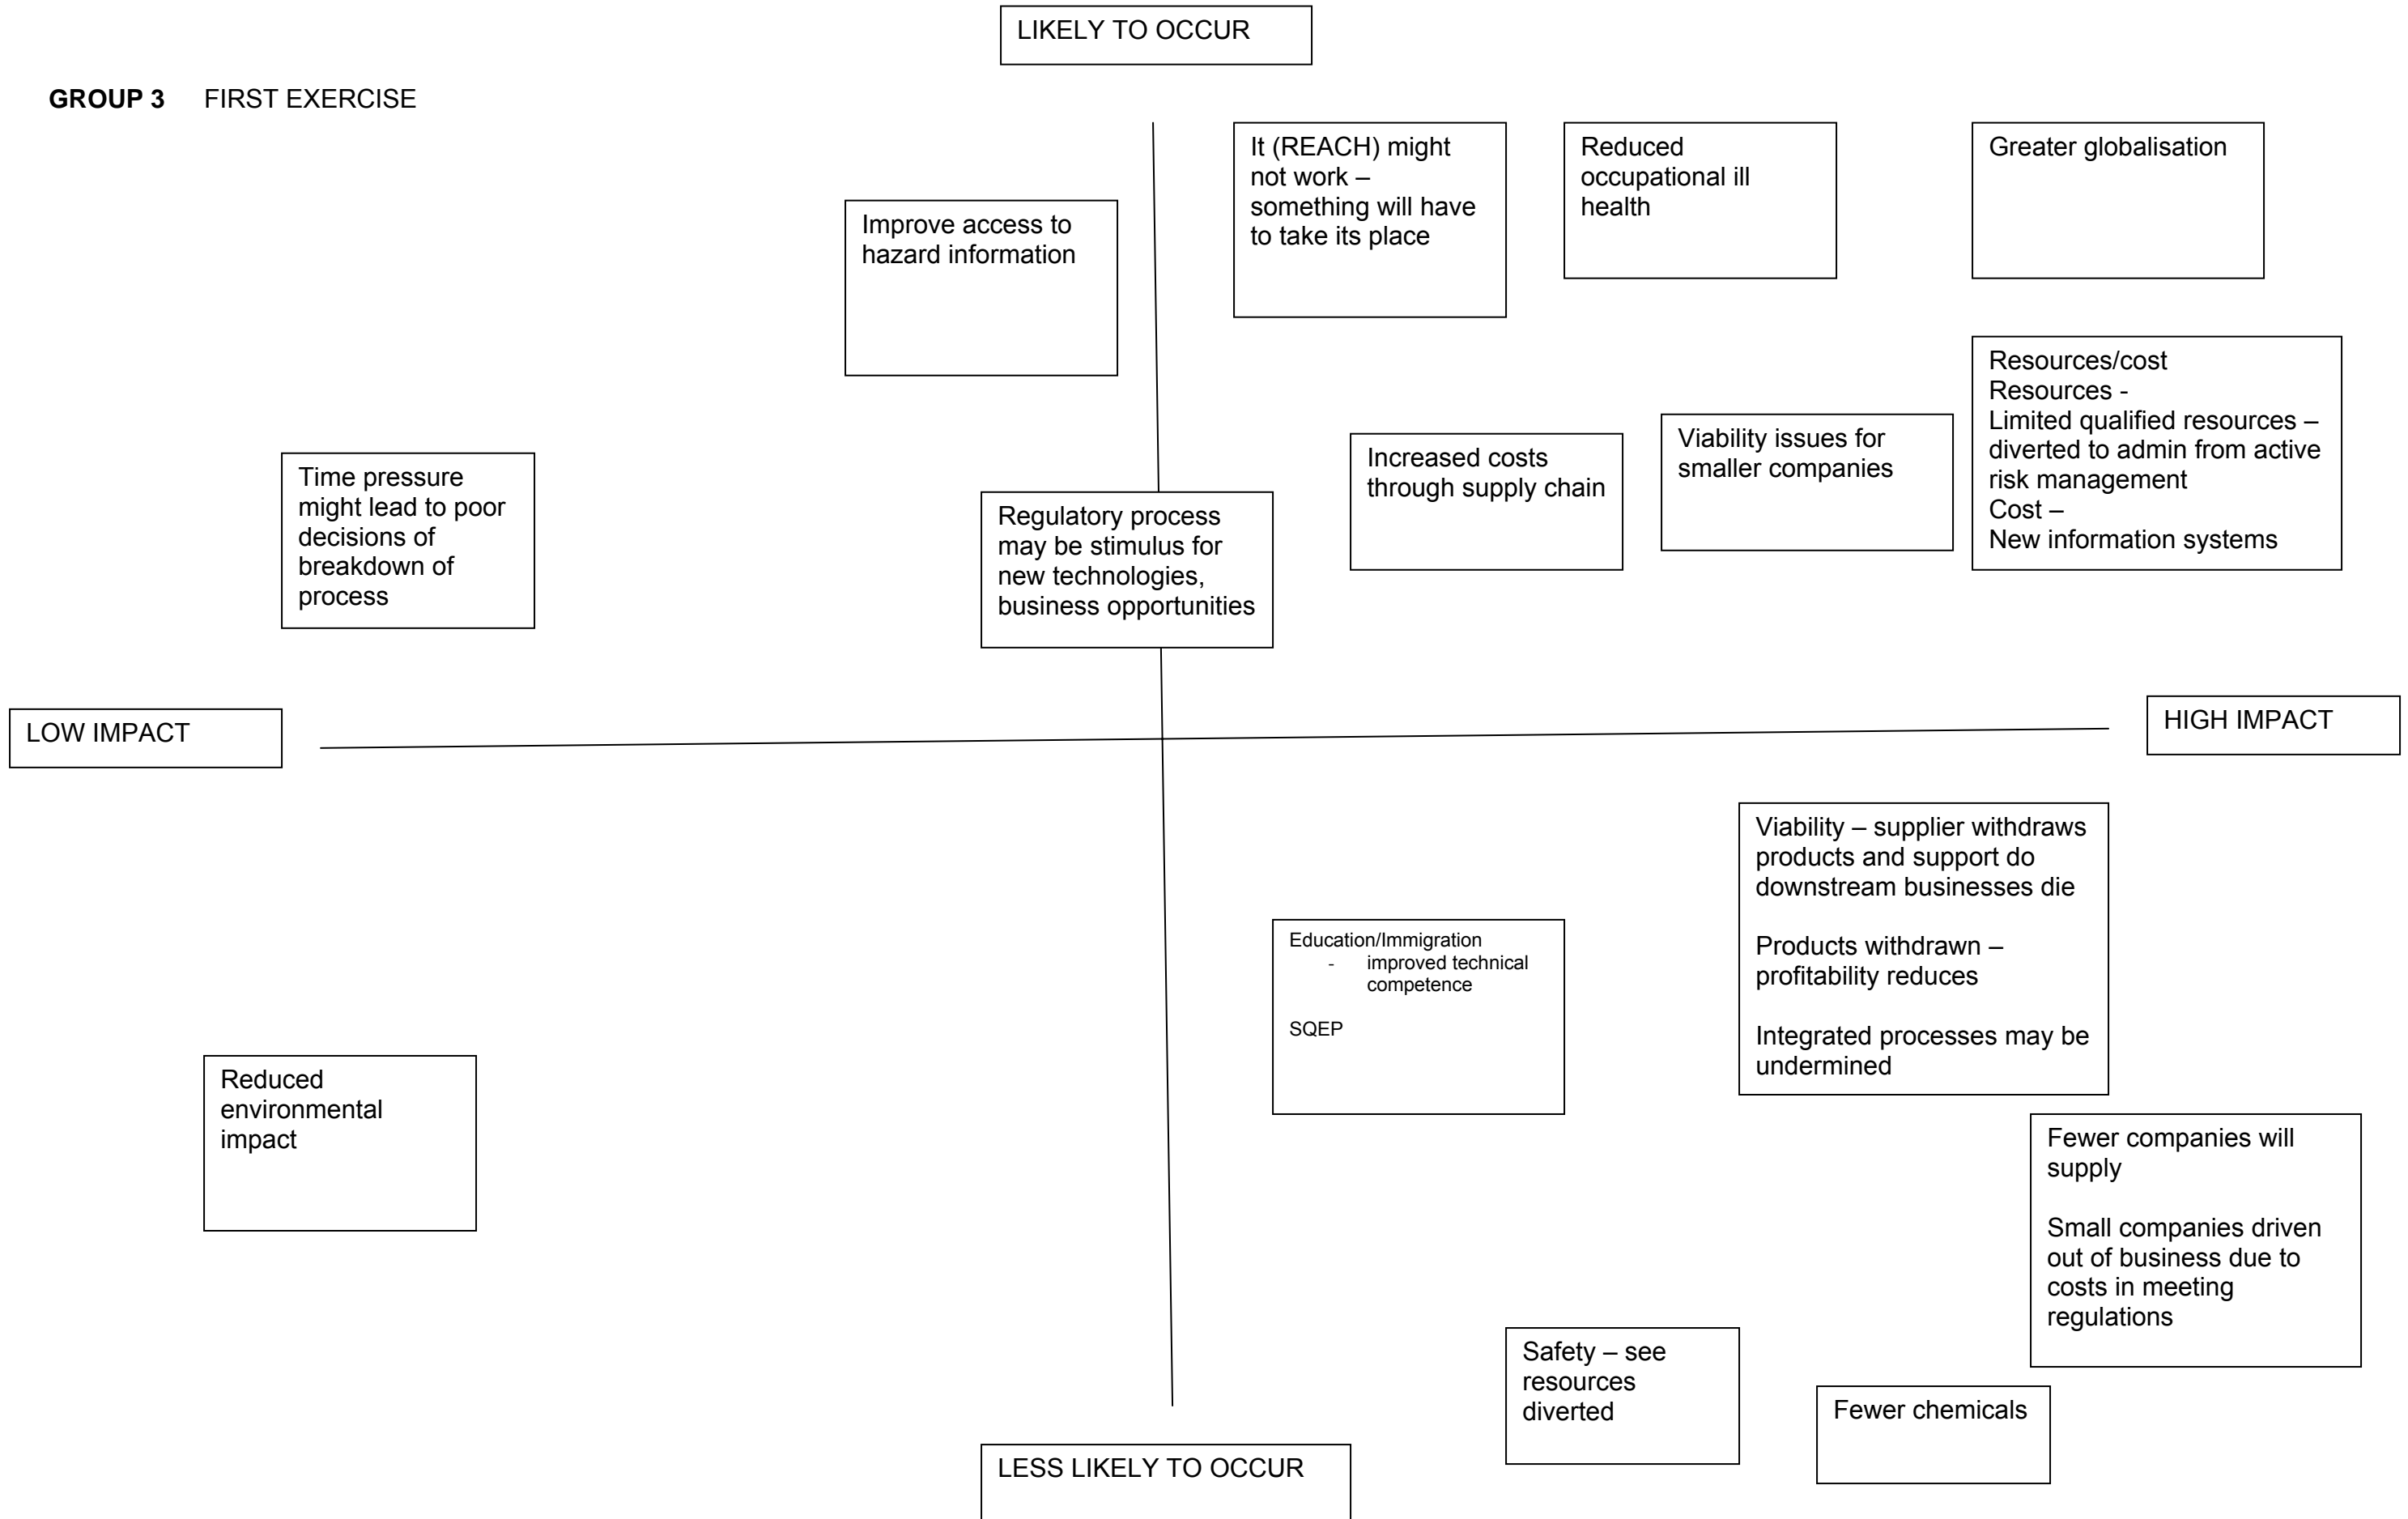 LIKELY TO OCCUR
GROUP 3 FIRST EXERCISE
It (REACH) might
not work –
something will have
to take its place
Reduced
occupational ill
health
Greater globalisation
Improve access to
hazard information
Resources/cost
Resources -
Limited qualified resources –
diverted to admin from active
risk management
Cost –
New information systems
Viability issues for
smaller companies
Increased costs
through supply chain
Time pressure
might lead to poor
decisions of
breakdown of
process
Regulatory process
may be stimulus for
new technologies,
business opportunities
LOW IMPACT
HIGH IMPACT
Viability – supplier withdraws
products and support do
downstream businesses die
Products withdrawn –
profitability reduces
Integrated processes may be
undermined
Education/Immigration
- improved technical
competence
SQEP
Reduced
environmental
impact
Fewer companies will
supply
Small companies driven
out of business due to
costs in meeting
regulations
Safety – see
resources
diverted
Fewer chemicals
LESS LIKELY TO OCCUR